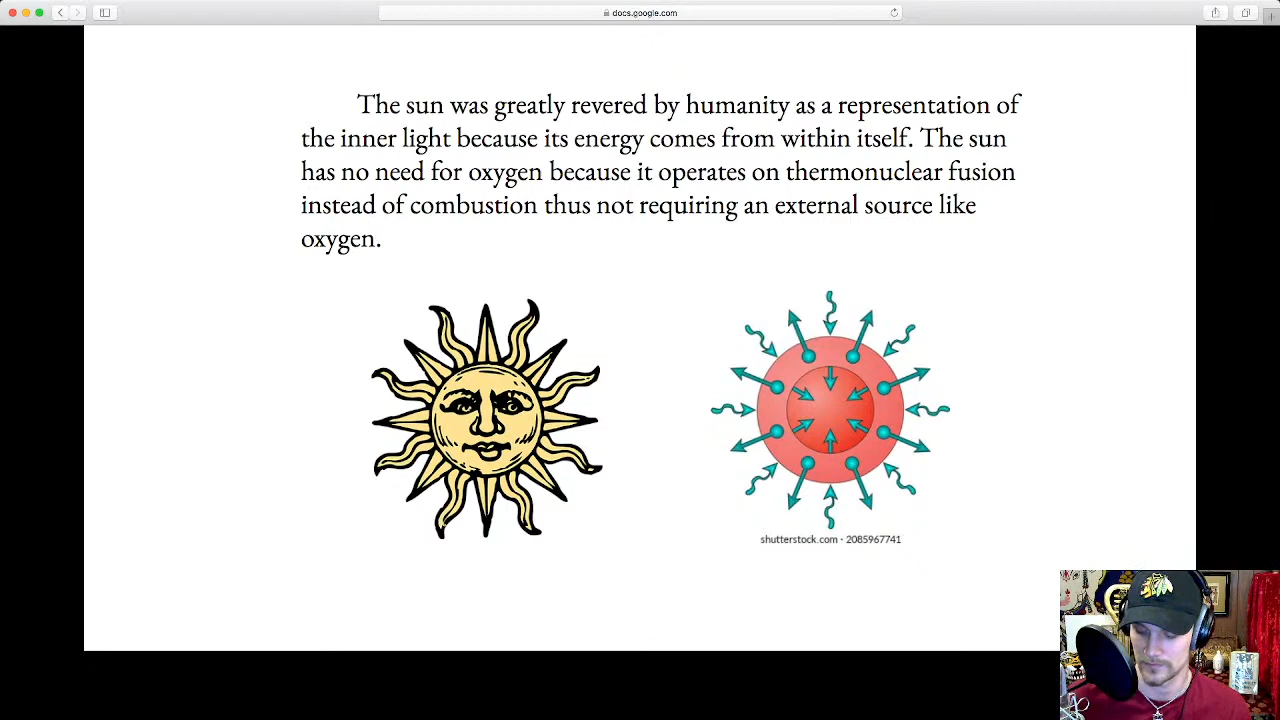 docs.google.com
The sun was greatly revered by humanity as a representation of
the inner light because its energy comes from within itself. The sun
has no need for oxygen because it operates on thermonuclear fusion
instead of combustion thus not requiring an external source like
oxygen.
shutterstock.com · 2085967741